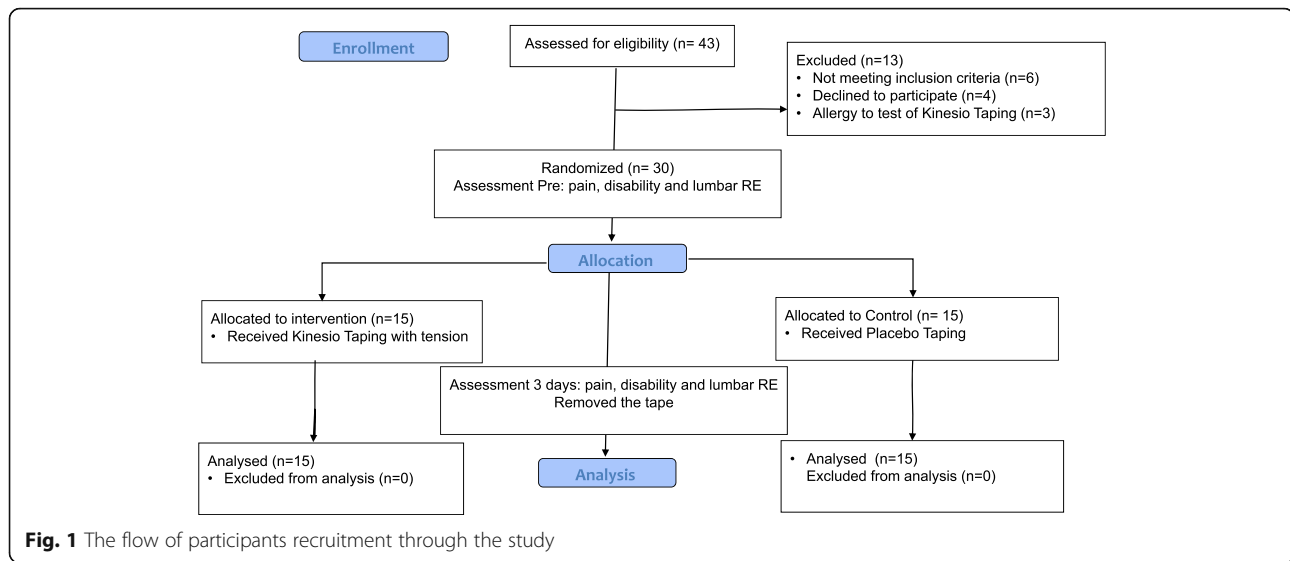 Enrollment
Assessed for eligibility (n= 43)
Excluded (n=13)
• Not meeting inclusion criteria (n=6)
• Declined to participate (n=4)
• Allergy to test of Kinesio Taping (n=3)
Randomized (n= 30)
Assessment Pre: pain, disability and lumbar RE
Allocation
Allocated to intervention (n=15)
• Received Kinesio Taping with tension
Allocated to Control (n= 15)
• Received Placebo Taping
Assessment 3 days: pain, disability and lumbar RE
Removed the tape
Analysed (n=15)
• Excluded from analysis (n=0)
Analysis
• Analysed (n=15)
Excluded from analysis (n=0)
Fig. 1 The flow of participants recruitment through the study